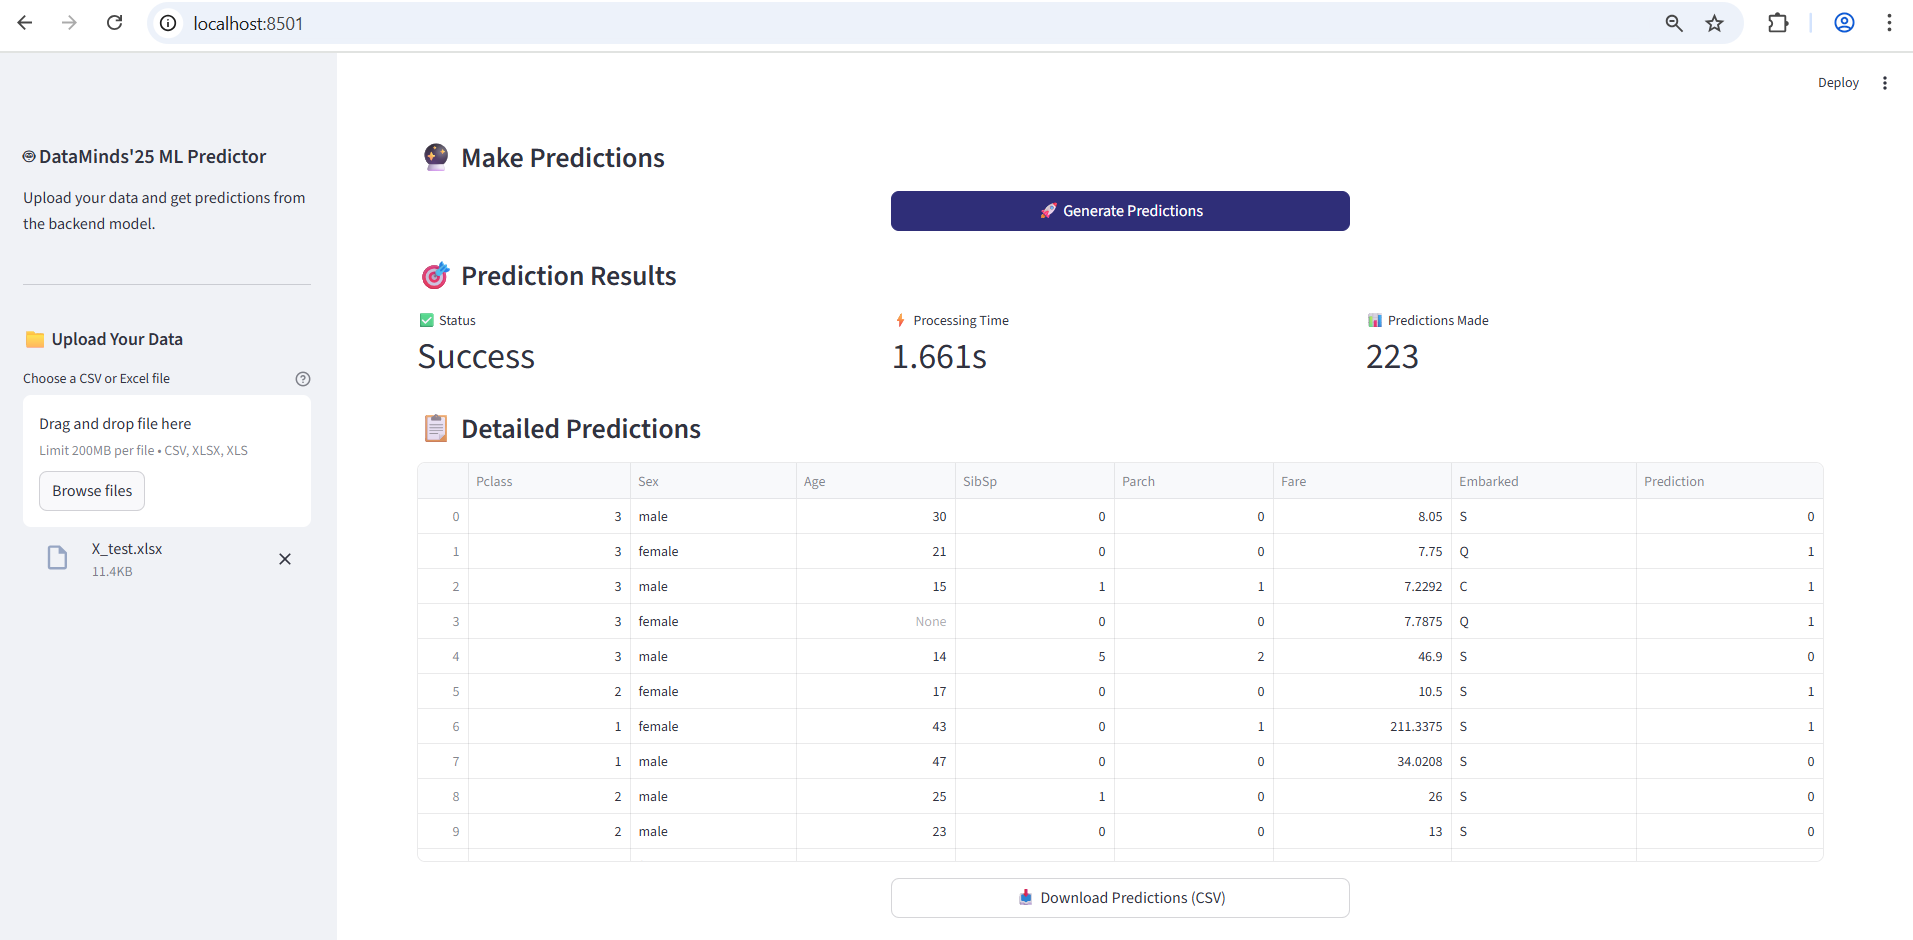 localhost:8501
Deploy
DataMinds'25 ML Predictor
Upload your data and get predictions from
the backend model.
Upload Your Data
Choose a CSV or Excel file
Drag and drop file here
Limit 200MB per file • CSV, XLSX, XLS
Browse files
X_test.xlsx
11.4KB
Make Predictions
Generate Predictions
Prediction Results
Status
Success
Processing Time
1.661s
Predictions Made
223
Detailed Predictions
Pclass Sex Age SibSp Parch Fare Embarked Prediction
0 3 male 30 0 0 8.05 S 0
1 3 female 21 0 0 7.75 Q 1
2 3 male 15 1 1 7.2292 C 1
3 3 female None 0 0 7.7875 Q 1
4 3 male 14 5 2 46.9 S 0
5 2 female 17 0 0 10.5 S 1
6 1 female 43 0 1 211.3375 S 1
7 1 male 47 0 0 34.0208 S 0
8 2 male 25 1 0 26 S 0
9 2 male 23 0 0 13 S 0
Download Predictions (CSV)